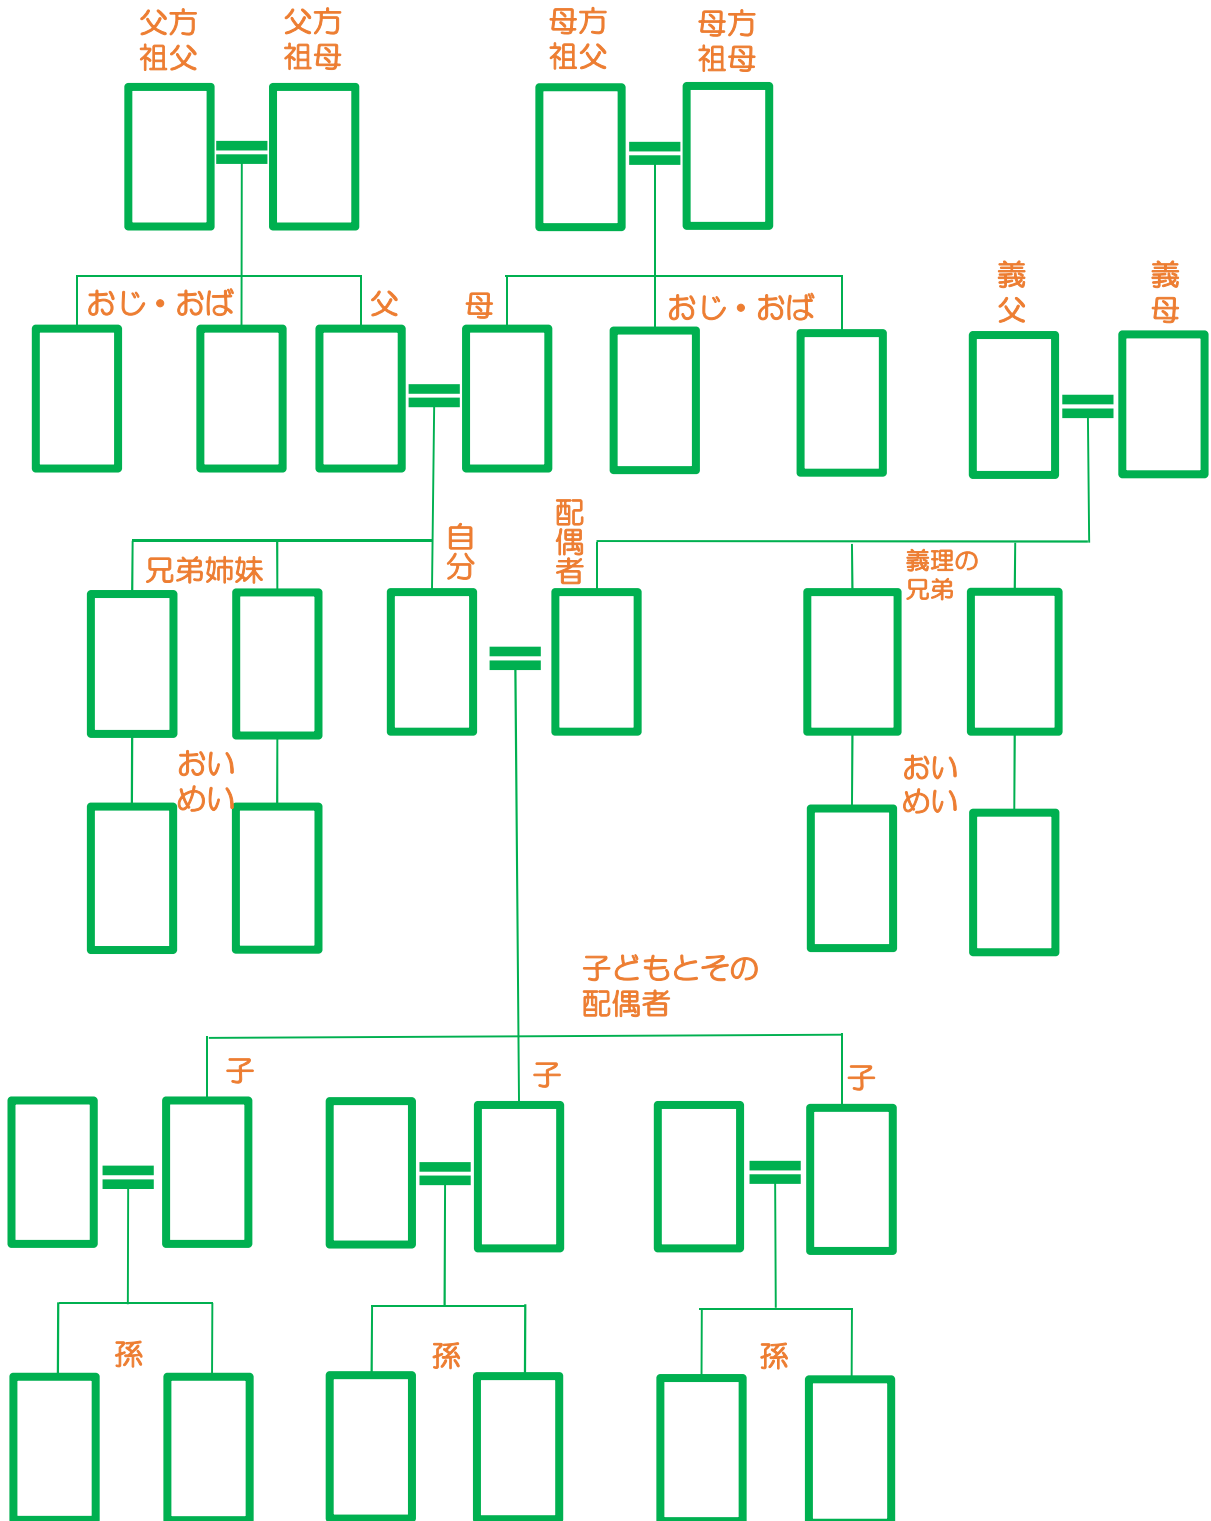 父方
祖父
父方
祖母
母方
祖父
母方
祖母
おじ・おば
父
母
おじ・おば
義
父
義
母
兄弟姉妹
自
分
配
偶
者
義理の
兄弟
おい
めい
おい
めい
子どもとその
配偶者
子
子
子
孫
孫
孫